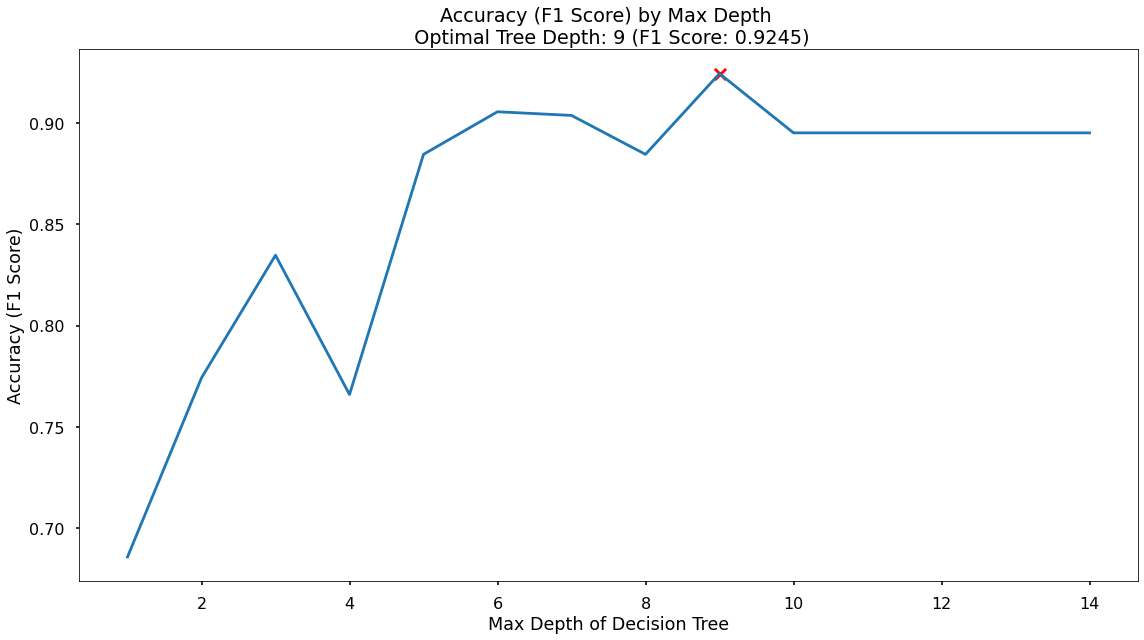 Accuracy (F1 Score) by Max Depth
Optimal Tree Depth: 9 (F1 Score: 0.9245)
Accuracy (F1 Score)
0.90
0.85
0.80
0.75
0.70
2 4 6 8 10 12 14
Max Depth of Decision Tree